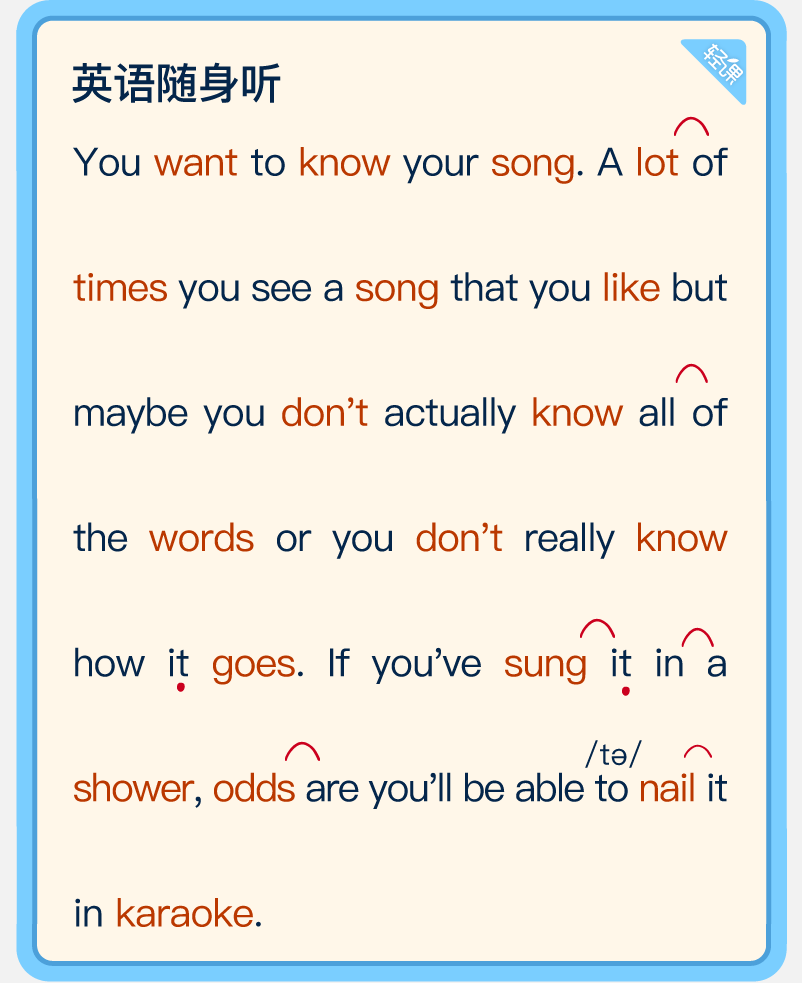 英语随身听
轻课
You want to know your song. A lot of
times you see a song that you like but
maybe you don't actually know all of
the words or you don't really know
how it goes. If you've sung it in a
/tə/
shower, odds are you'll be able to nail it
in karaoke.